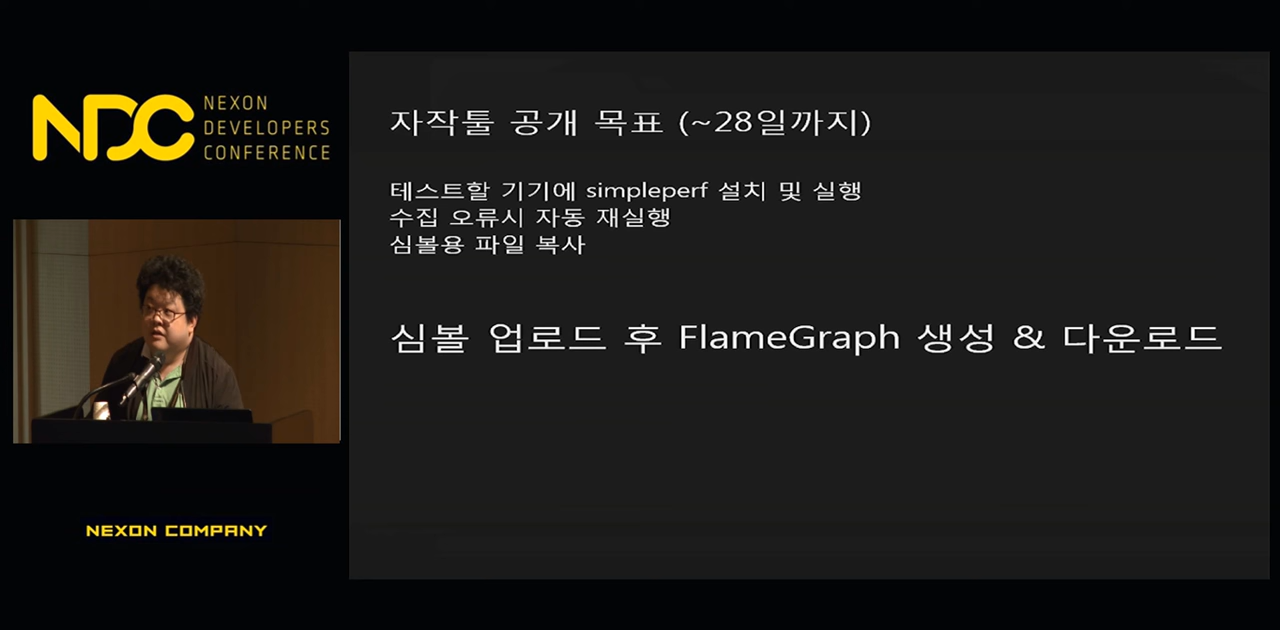 NDC
NEXON
DEVELOPERS
CONFERENCE
자작툴 공개 목표 (~28일까지)
테스트할 기기에 simpleperf 설치 및 실행
수집 오류시 자동 재실행
심볼용 파일 복사
심볼 업로드 후 FlameGraph 생성 & 다운로드
NEXON COMPANY